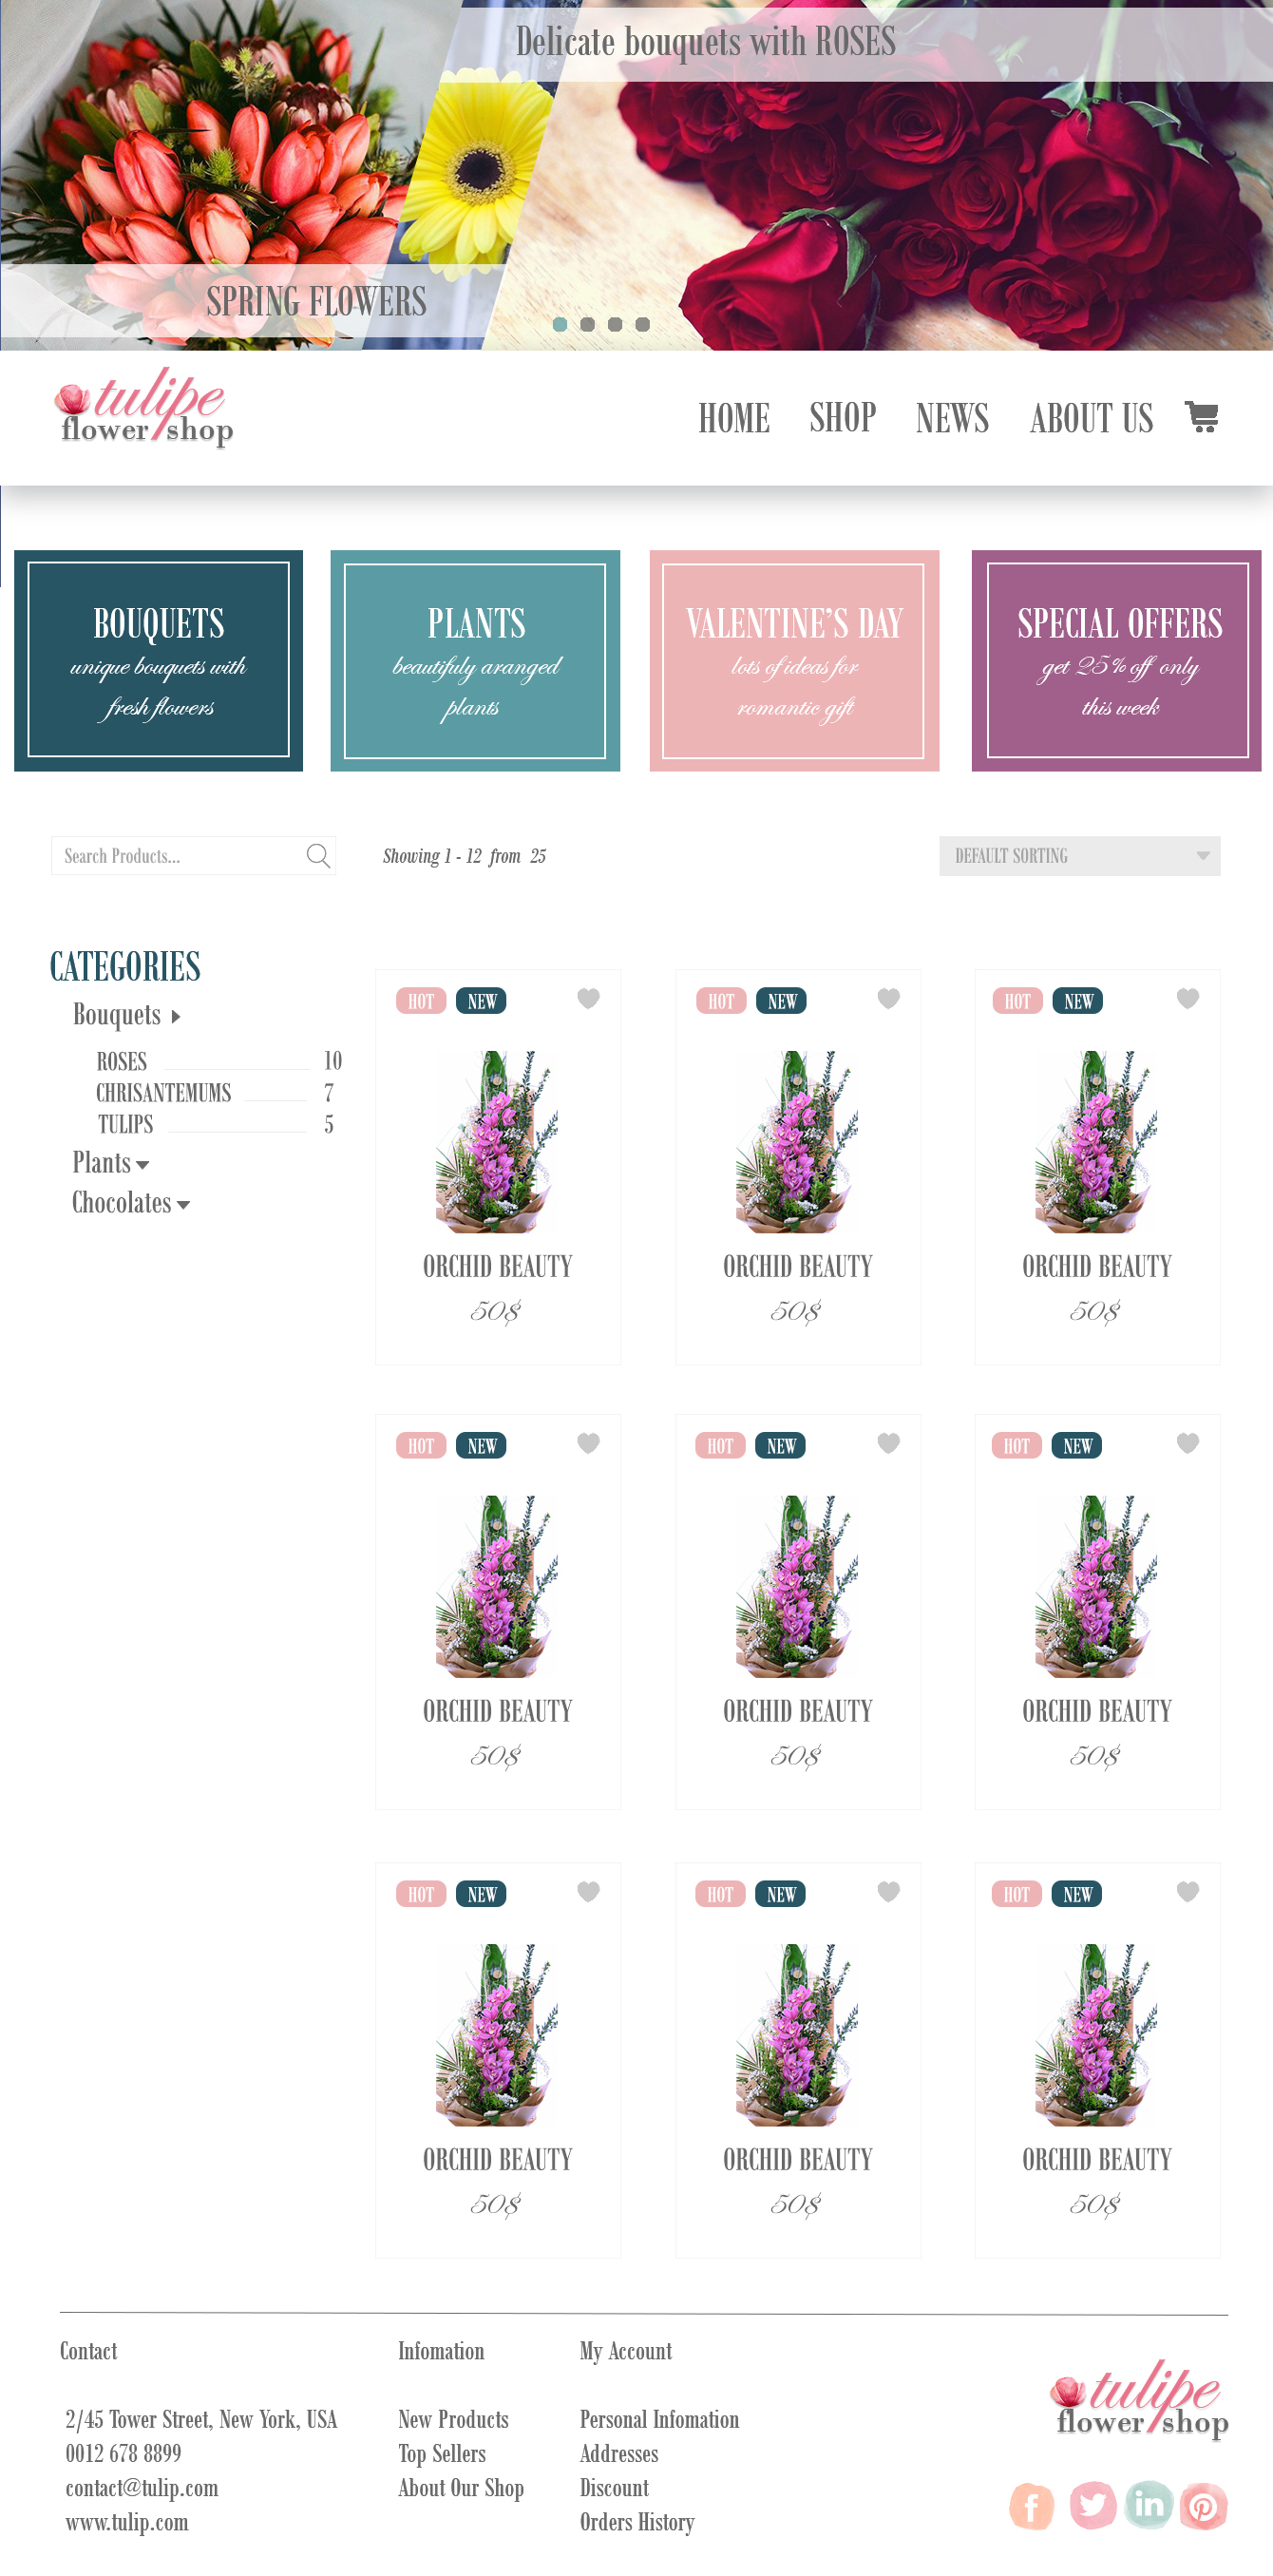 Delicate bouquets with ROSES
SPRING FLOWERS
tulipe
flower shop
HOME SHOP NEWS ABOUT US
BOUQUETS
unique bouquets with
fresh flowers
PLANTS
beautifuly aranged
plants
VALENTINE'S DAY
lots of ideas for
romantic gift
SPECIAL OFFERS
get 25% off only
this week
Search Products...
Showing 1 - 12 from 25
DEFAULT SORTING
CATEGORIES
Bouquets
ROSES 10
CHRISANTEMUMS 7
TULIPS 5
Plants
Chocolates
HOT NEW
ORCHID BEAUTY
50$
HOT NEW
ORCHID BEAUTY
50$
HOT NEW
ORCHID BEAUTY
50$
HOT NEW
ORCHID BEAUTY
50$
HOT NEW
ORCHID BEAUTY
50$
HOT NEW
ORCHID BEAUTY
50$
HOT NEW
ORCHID BEAUTY
50$
HOT NEW
ORCHID BEAUTY
50$
HOT NEW
ORCHID BEAUTY
50$
Contact
2/45 Tower Street, New York, USA
0012 678 8899
contact@tulip.com
www.tulip.com
Infomation
New Products
Top Sellers
About Our Shop
My Account
Personal Infomation
Addresses
Discount
Orders History
tulipe
flower shop